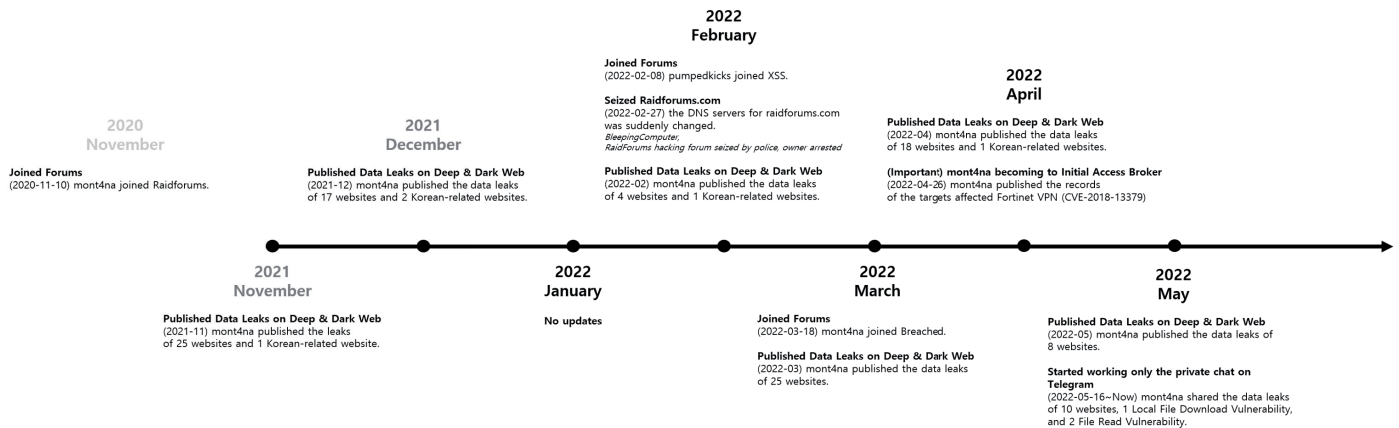 2020
November
Joined Forums
(2020-11-10) mont4na joined Raidforums.
2021
November
Published Data Leaks on Deep & Dark Web
(2021-11) mont4na published the leaks
of 25 websites and 1 Korean-related website.
2021
December
Published Data Leaks on Deep & Dark Web
(2021-12) mont4na published the data leaks
of 17 websites and 2 Korean-related websites.
2022
January
No updates
2022
February
Joined Forums
(2022-02-08) pumpedkicks joined XSS.
Seized Raidforums.com
(2022-02-27) the DNS servers for raidforums.com
was suddenly changed.
BleepingComputer,
RaidForums hacking forum seized by police, owner arrested
Published Data Leaks on Deep & Dark Web
(2022-02) mont4na published the data leaks
of 4 websites and 1 Korean-related websites.
2022
March
Joined Forums
(2022-03-18) mont4na joined Breached.
Published Data Leaks on Deep & Dark Web
(2022-03) mont4na published the data leaks
of 25 websites.
2022
April
Published Data Leaks on Deep & Dark Web
(2022-04) mont4na published the data leaks
of 18 websites and 1 Korean-related websites.
(Important) mont4na becoming to Initial Access Broker
(2022-04-26) mont4na published the records
of the targets affected Fortinet VPN (CVE-2018-13379)
2022
May
Published Data Leaks on Deep & Dark Web
(2022-05) mont4na published the data leaks of
8 websites.
Started working only the private chat on
Telegram
(2022-05-16~Now) mont4na shared the data leaks
of 10 websites, 1 Local File Download Vulnerability,
and 2 File Read Vulnerability.